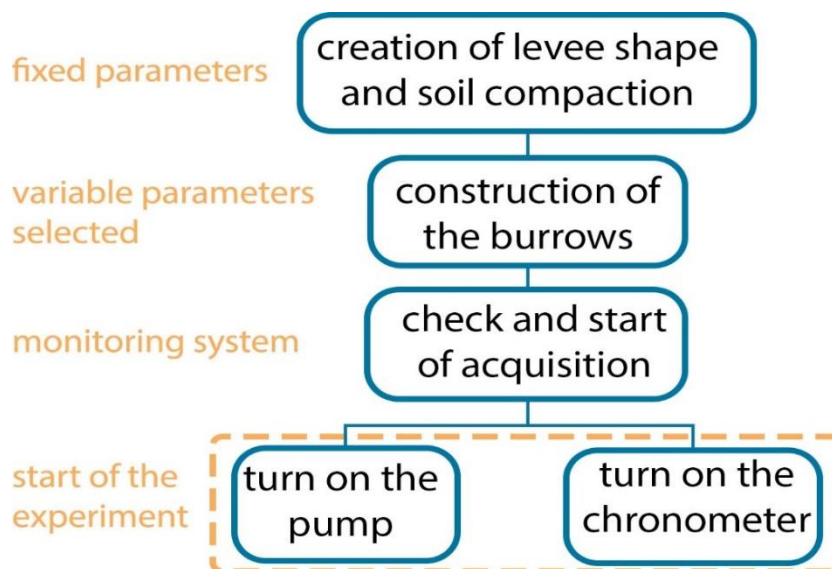 fixed parameters
creation of levee shape
and soil compaction
variable parameters
selected
construction of
the burrows
monitoring system
check and start
of acquisition
start of the
experiment
turn on the
pump
turn on the
chronometer